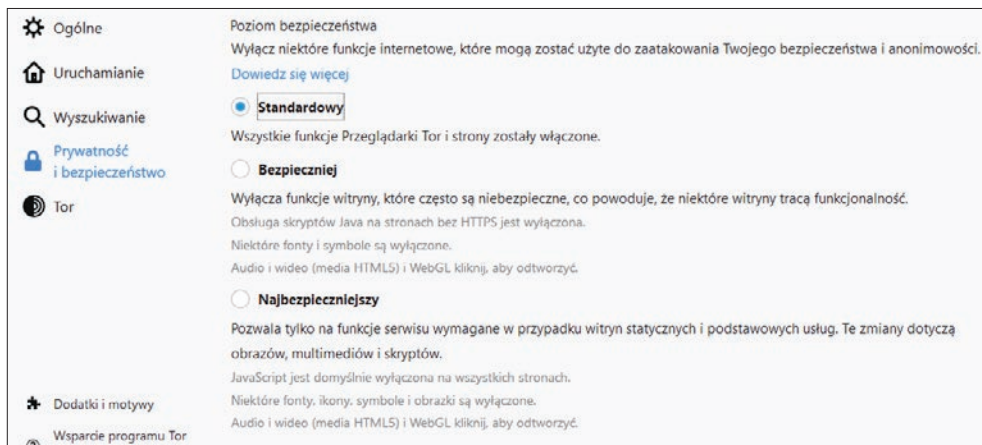 Ogólne
Uruchamianie
Wyszukiwanie
Prywatność
i bezpieczeństwo
Tor
Dodatki i motywy
Wsparcie programu Tor
Poziom bezpieczeństwa
Wyłącz niektóre funkcje internetowe, które mogą zostać użyte do zaatakowania Twojego bezpieczeństwa i anonimowości.
Dowiedz się więcej
Standardowy
Wszystkie funkcje Przeglądarki Tor i strony zostały włączone.
Bezpieczniej
Wyłącza funkcje witryny, które często są niebezpieczne, co powoduje, że niektóre witryny tracą funkcjonalność.
Obsługa skryptów Java na stronach bez HTTPS jest wyłączona.
Niektóre fonty i symbole są wyłączone.
Audio i wideo (media HTML5) i WebGL kliknij, aby odtworzyć.
Najbezpieczniejszy
Pozwala tylko na funkcje serwisu wymagane w przypadku witryn statycznych i podstawowych usług. Te zmiany dotyczą
obrazów, multimediów i skryptów.
JavaScript jest domyślnie wyłączona na wszystkich stronach.
Niektóre fonty, ikony, symbole i obrazki są wyłączone.
Audio i wideo (media HTML5) i WebGL kliknij, aby odtworzyć.